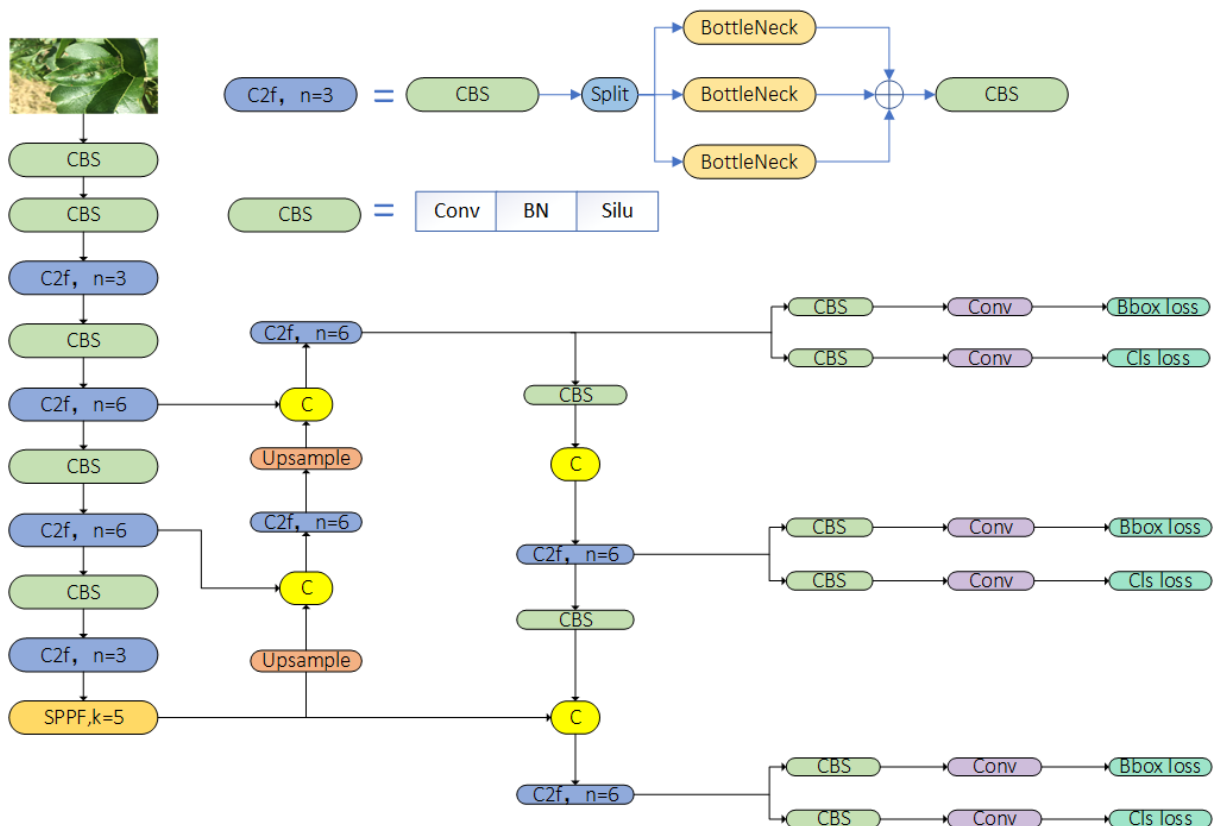 BottleNeck
C2f, n=3 = CBS Split BottleNeck CBS
BottleNeck
CBS = Conv BN Silu
CBS
CBS
C2f, n=3
CBS
C2f, n=6
CBS
C2f, n=6
CBS
C2f, n=3
SPPF,k=5
C2f, n=6
C
Upsample
C2f, n=6
C
Upsample
CBS
C
C2f, n=6
CBS
C
C2f, n=6
CBS Conv Bbox loss
CBS Conv Cls loss
CBS Conv Bbox loss
CBS Conv Cls loss
CBS Conv Bbox loss
CBS Conv Cls loss